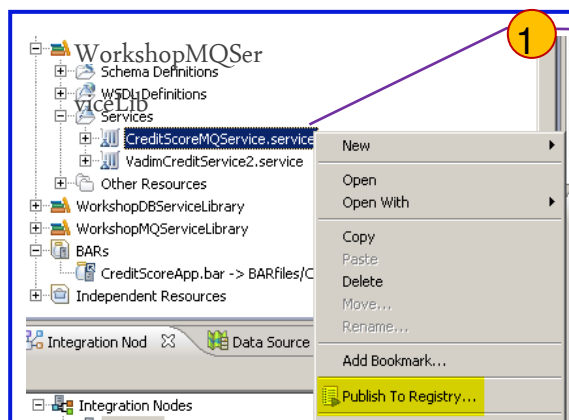 1
WorkshopMQSer
viceLib
Schema Definitions
WSDL Definitions
Services
CreditScoreMQService.service
VadimCreditService2.service
Other Resources
WorkshopDBServiceLibrary
WorkshopMQServiceLibrary
BARs
CreditScoreApp.bar -> BARfiles/C
Independent Resources
Integration Nod
Data Source
Integration Nodes
New
Open
Open With
Copy
Paste
Delete
Move...
Rename...
Add Bookmark...
Publish To Registry...